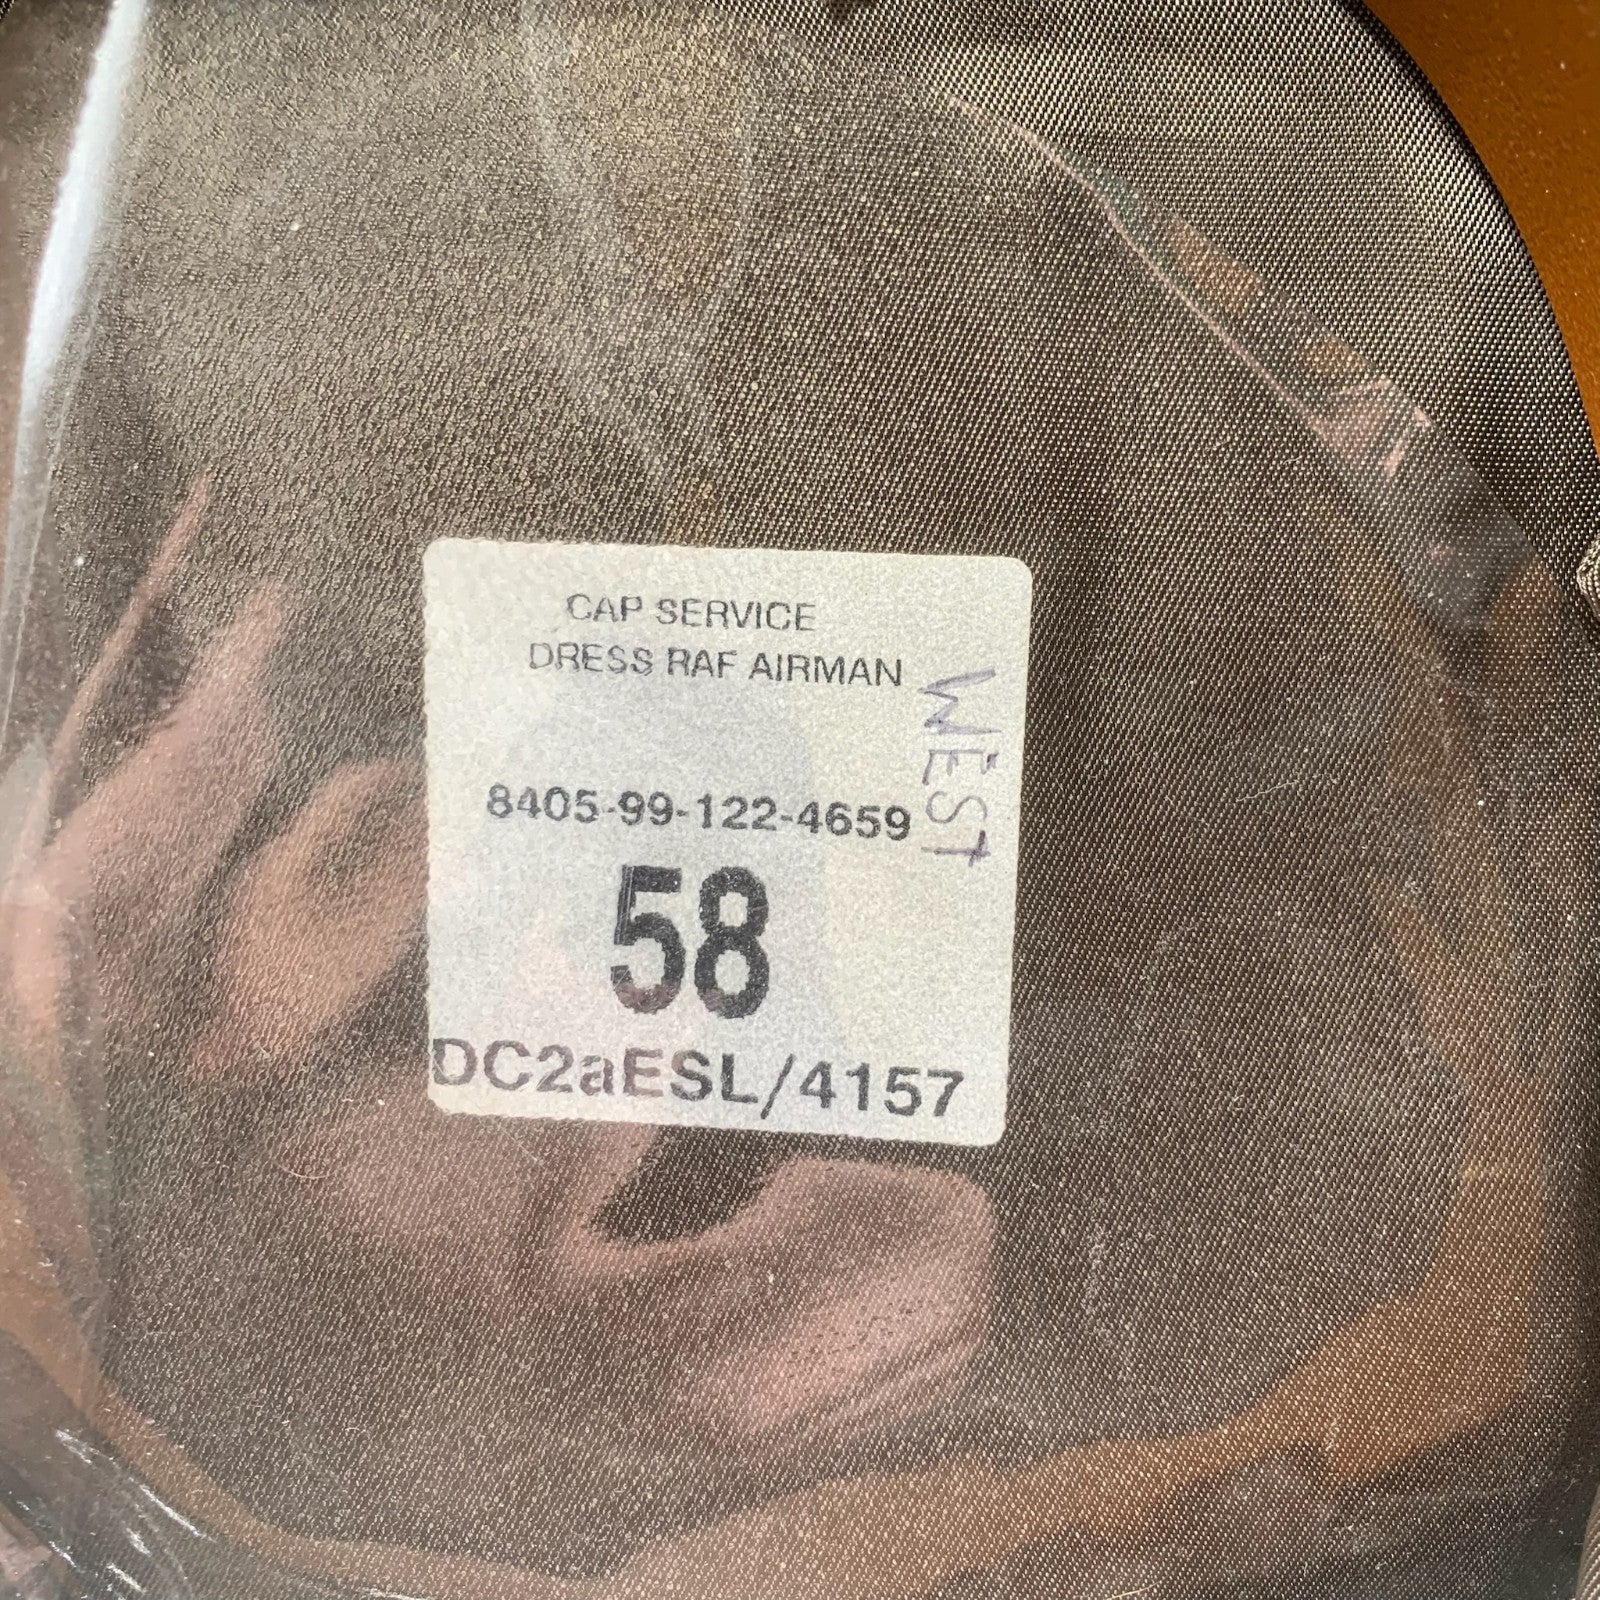 CAP SERVICE
DRESS RAF AIRMAN
WEST
8405-99-122-4659
58
DC2aESL/4157